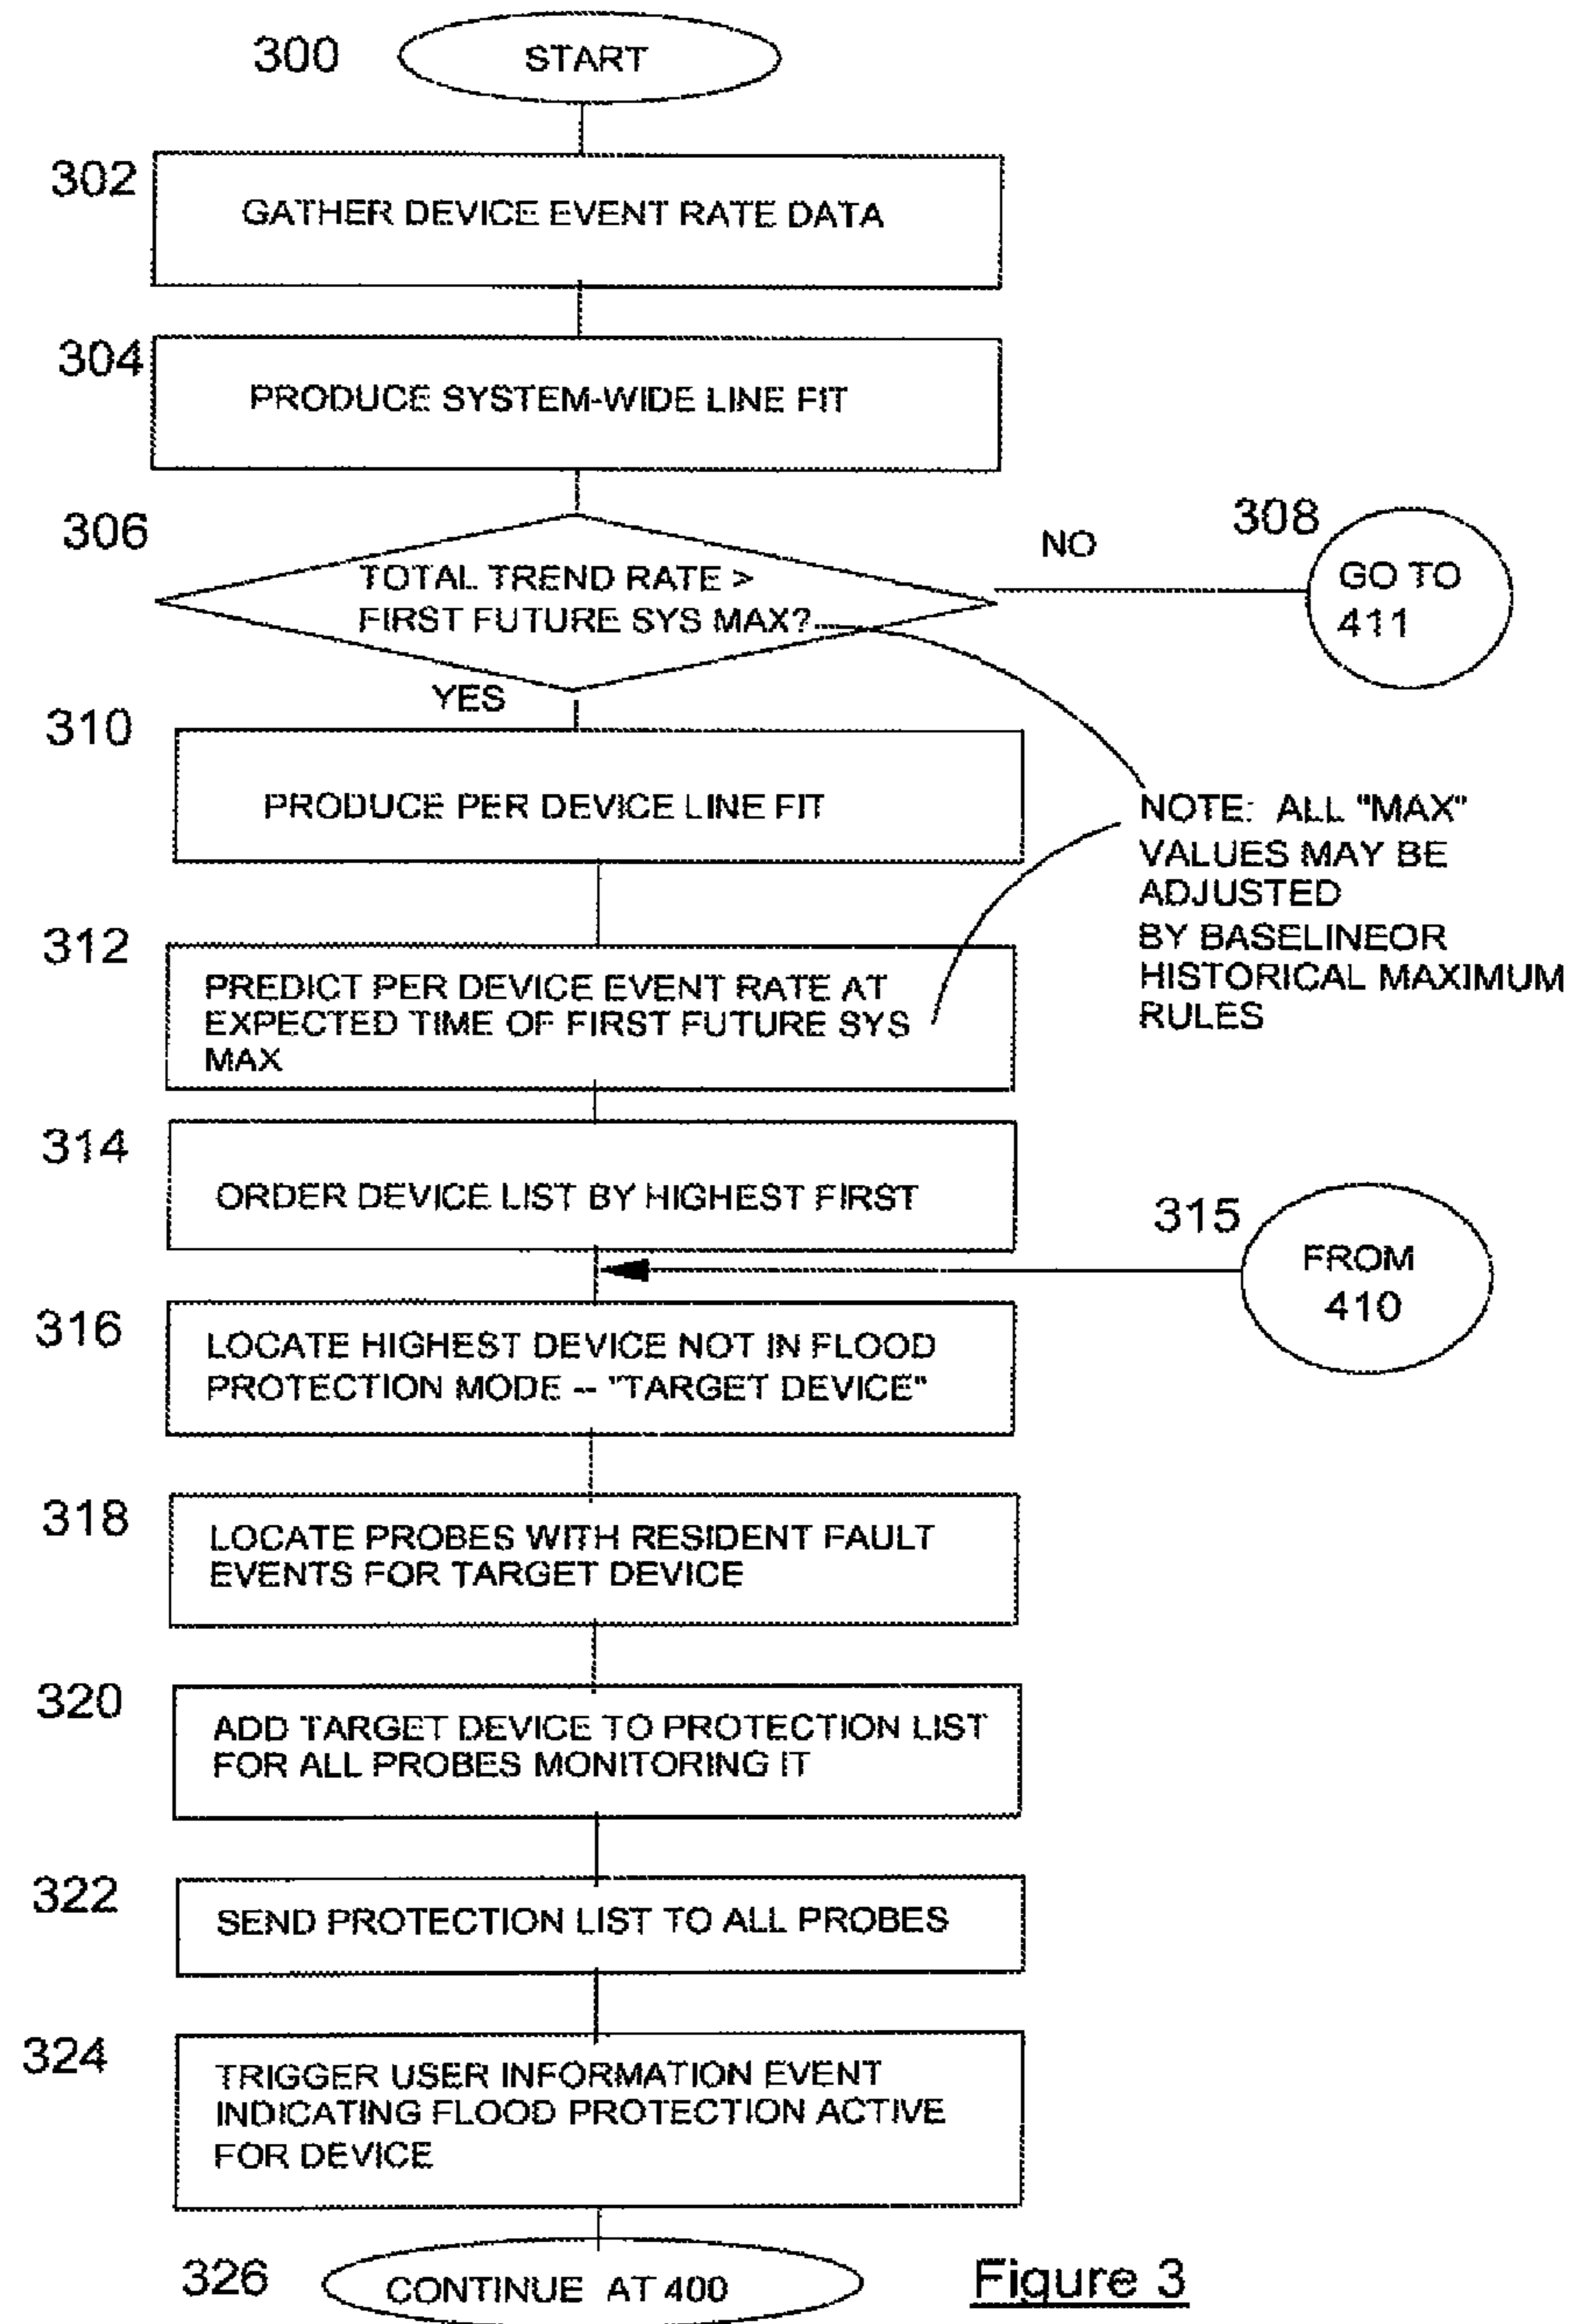 300
START
302
GATHER DEVICE EVENT RATE DATA
304
PRODUCE SYSTEM-WIDE LINE FIT
306
TOTAL TREND RATE >
FIRST FUTURE SYS MAX?
NO
308
GO TO
411
YES
310
PRODUCE PER DEVICE LINE FIT
NOTE: ALL "MAX"
VALUES MAY BE
ADJUSTED
BY BASELINEOR
HISTORICAL MAXIMUM
RULES
312
PREDICT PER DEVICE EVENT RATE AT
EXPECTED TIME OF FIRST FUTURE SYS
MAX
314
ORDER DEVICE LIST BY HIGHEST FIRST
315
FROM
410
316
LOCATE HIGHEST DEVICE NOT IN FLOOD
PROTECTION MODE -- "TARGET DEVICE"
318
LOCATE PROBES WITH RESIDENT FAULT
EVENTS FOR TARGET DEVICE
320
ADD TARGET DEVICE TO PROTECTION LIST
FOR ALL PROBES MONITORING IT
322
SEND PROTECTION LIST TO ALL PROBES
324
TRIGGER USER INFORMATION EVENT
INDICATING FLOOD PROTECTION ACTIVE
FOR DEVICE
326
CONTINUE AT 400
Figure 3